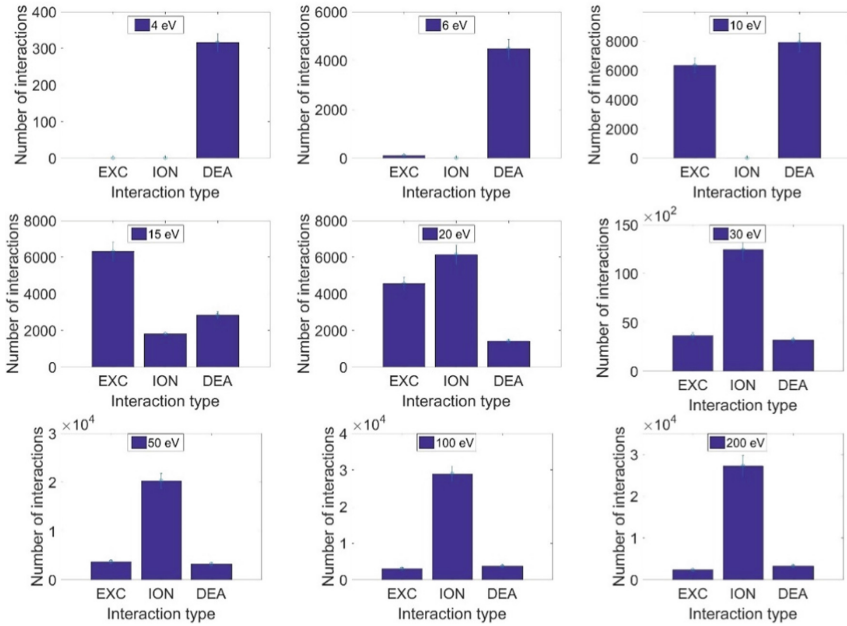 4 eV
Number of interactions
400
300
200
100
0
EXC ION DEA
Interaction type
6 eV
Number of interactions
6000
4000
2000
0
EXC ION DEA
Interaction type
10 eV
Number of interactions
8000
6000
4000
2000
0
EXC ION DEA
Interaction type
15 eV
Number of interactions
8000
6000
4000
2000
0
EXC ION DEA
Interaction type
20 eV
Number of interactions
8000
6000
4000
2000
0
EXC ION DEA
Interaction type
×10²
30 eV
Number of interactions
150
100
50
0
EXC ION DEA
Interaction type
×10⁴
50 eV
Number of interactions
3
2
1
0
EXC ION DEA
Interaction type
×10⁴
100 eV
Number of interactions
4
3
2
1
0
EXC ION DEA
Interaction type
×10⁴
200 eV
Number of interactions
4
3
2
1
0
EXC ION DEA
Interaction type